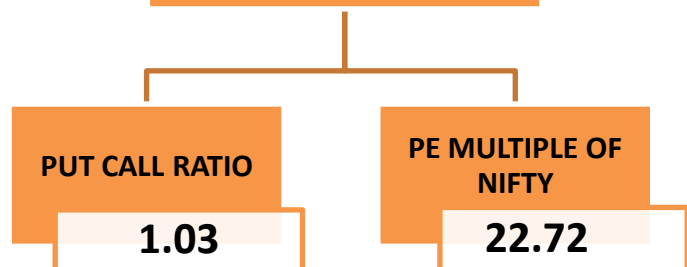 PUT CALL RATIO
1.03
PE MULTIPLE OF
NIFTY
22.72